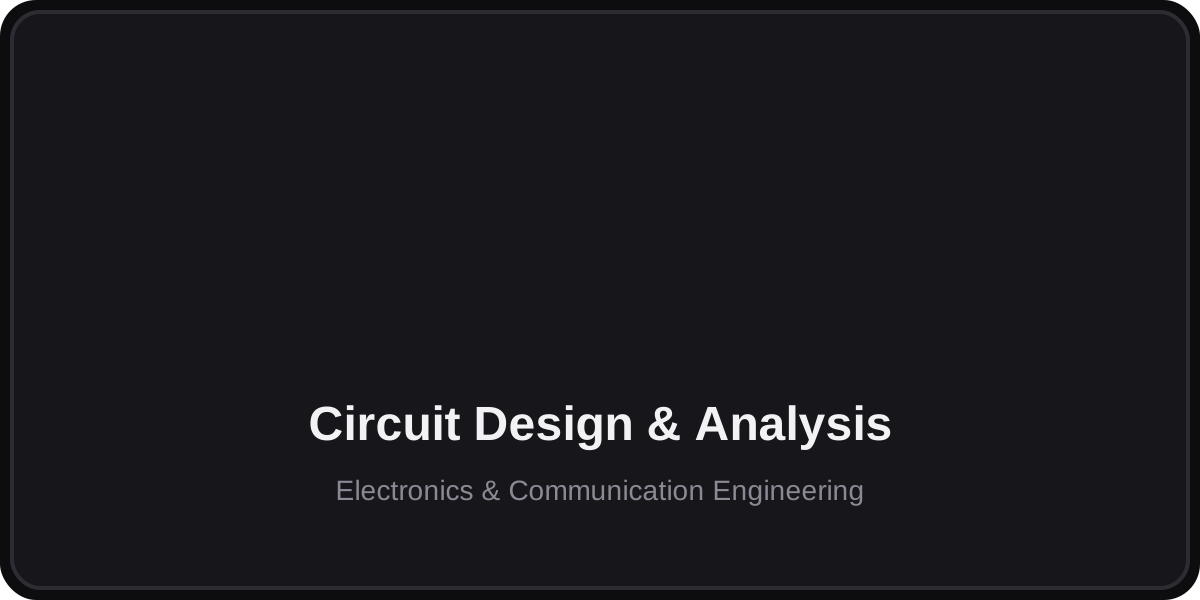 Circuit Design & Analysis
Electronics & Communication Engineering